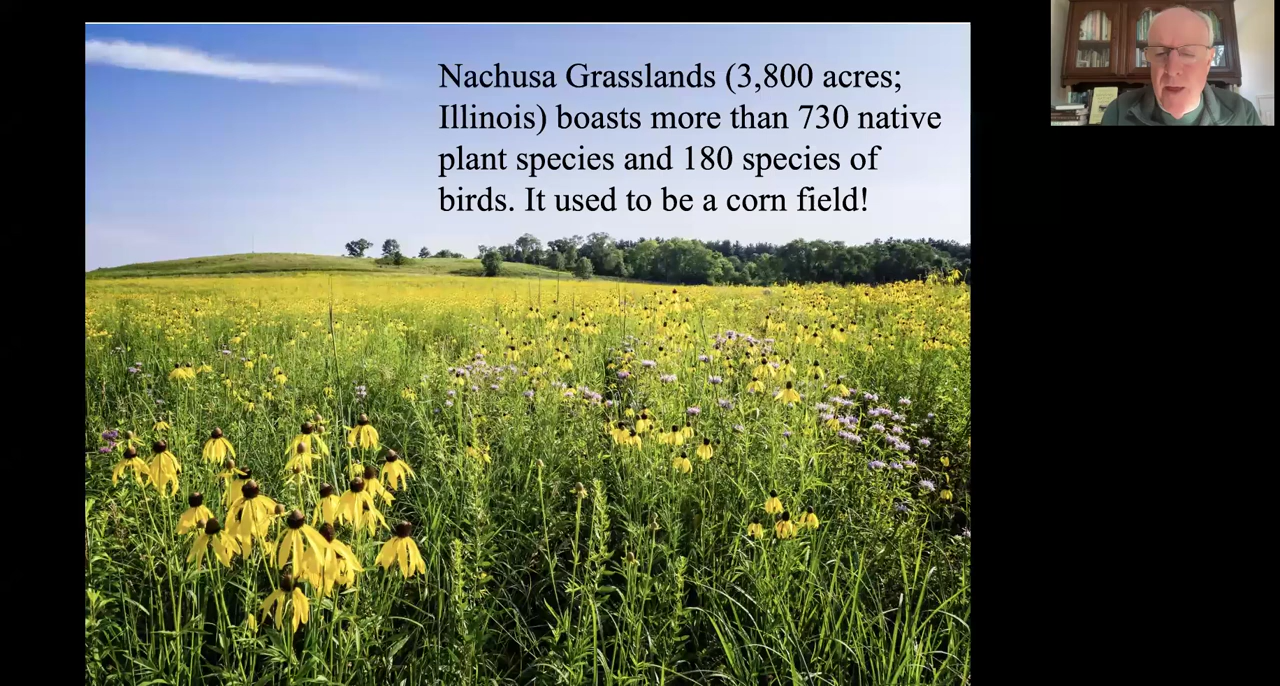 Nachusa Grasslands (3,800 acres;
Illinois) boasts more than 730 native
plant species and 180 species of
birds. It used to be a corn field!